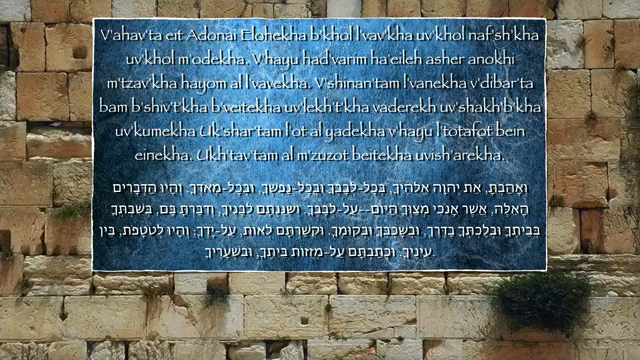 V'ahav'ta eit Adonai Elohekha b'khol l'vav'kha uv'khol naf'sh'kha
uv'khol m'odekha. V'hayu had'varim ha'eileh asher anokhi
m'tzav'kha hayom al l'vavekha. V'shinan'tam l'vanekha v'dibar'ta
bam b'shiv't'kha b'veitekha uv'lekh't'kha vaderekh uv'shakh'b'kha
uv'kumekha Uk'shar'tam l'ot al yadekha v'hayu l'totafot bein
einekha. Ukh'tav'tam al m'zuzot beitekha uvish'arekha.
וְאָהַבְתָּ, אֵת יְהוָה אֱלֹהֶיךָ, בְּכָל-לְבָבְךָ וּבְכָל-נַפְשְׁךָ, וּבְכָל-מְאֹדֶךָ. וְהָיוּ הַדְּבָרִים
הָאֵלֶּה, אֲשֶׁר אָנֹכִי מְצַוְּךָ הַיּוֹם--עַל-לְבָבֶךָ. וְשִׁנַּנְתָּם לְבָנֶיךָ, וְדִבַּרְתָּ בָּם, בְּשִׁבְתְּךָ
בְּבֵיתֶךָ וּבְלֶכְתְּךָ בַדֶּרֶךְ, וּבְשָׁכְבְּךָ וּבְקוּמֶךָ. וּקְשַׁרְתָּם לְאוֹת, עַל-יָדֶךָ; וְהָיוּ לְטֹטָפֹת, בֵּין
עֵינֶיךָ. וּכְתַבְתָּם עַל-מְזוּזֹת בֵּיתֶךָ, וּבִשְׁעָרֶיךָ.